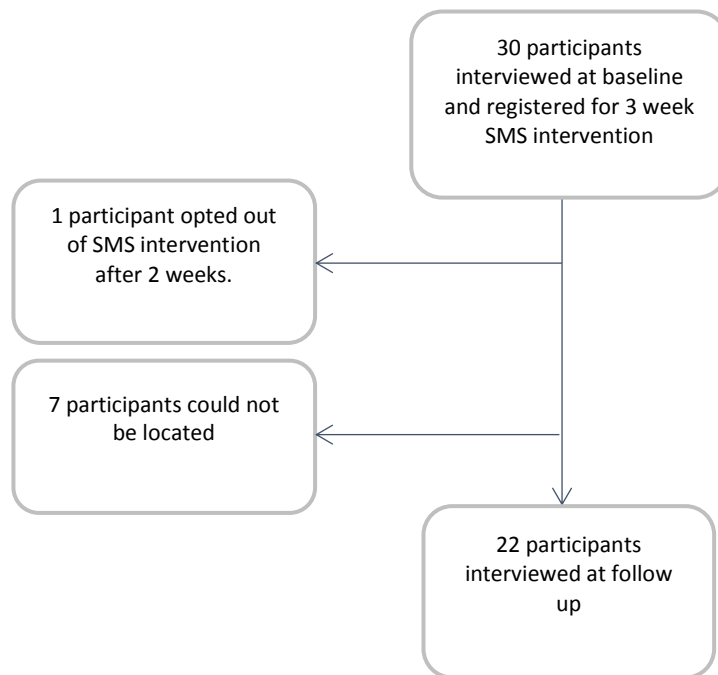 30 participants
interviewed at baseline
and registered for 3 week
SMS intervention
1 participant opted out
of SMS intervention
after 2 weeks.
7 participants could not
be located
22 participants
interviewed at follow
up